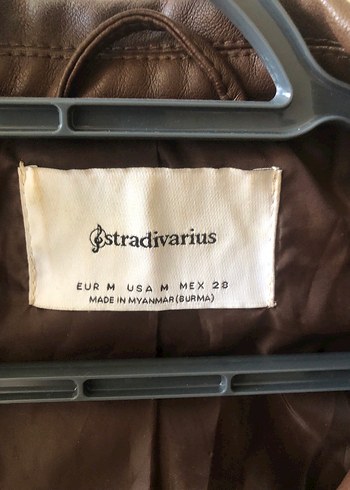 stradivarius
EUR M USA M MEX 28
MADE IN MYANMAR (BURMA)